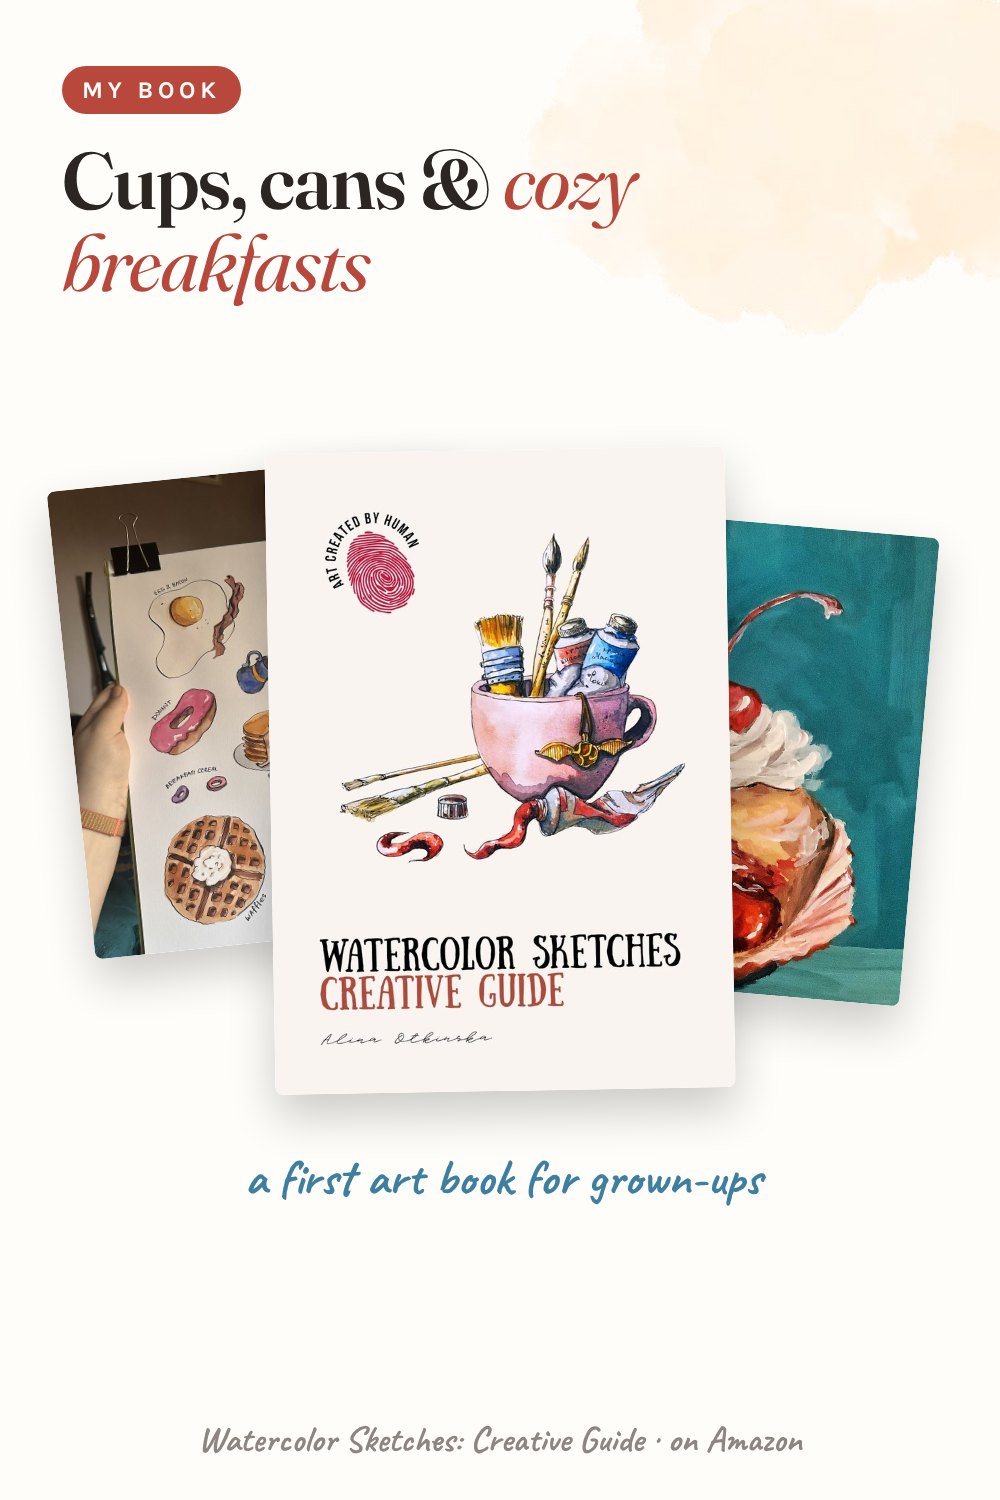 MY BOOK
Cups, cans & cozy
breakfasts
ART CREATED BY HUMAN
EGG & BACON
DONUT
BREAKFAST CEREAL
WAFFLES
WATERCOLOR SKETCHES
CREATIVE GUIDE
Alina Otkinska
a first art book for grown-ups
Watercolor Sketches: Creative Guide · on Amazon